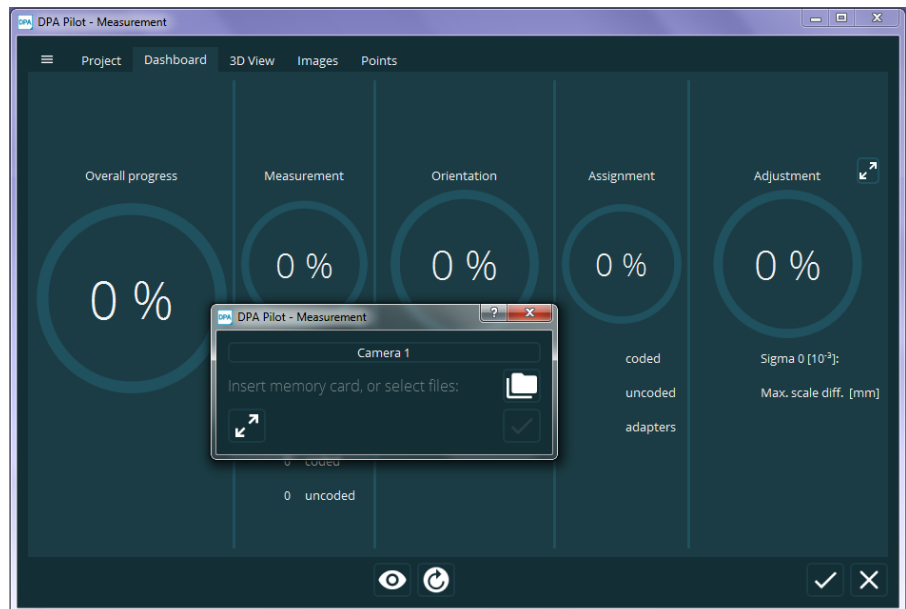 DPA DPA Pilot - Measurement
Project Dashboard 3D View Images Points
Overall progress
Measurement
Orientation
Assignment
Adjustment
0 %
0 %
0 %
0 %
0 %
DPA DPA Pilot - Measurement
Camera 1
Insert memory card, or select files:
0 coded
0 uncoded
coded
uncoded
adapters
Sigma 0 [10⁻³]:
Max. scale diff. [mm]